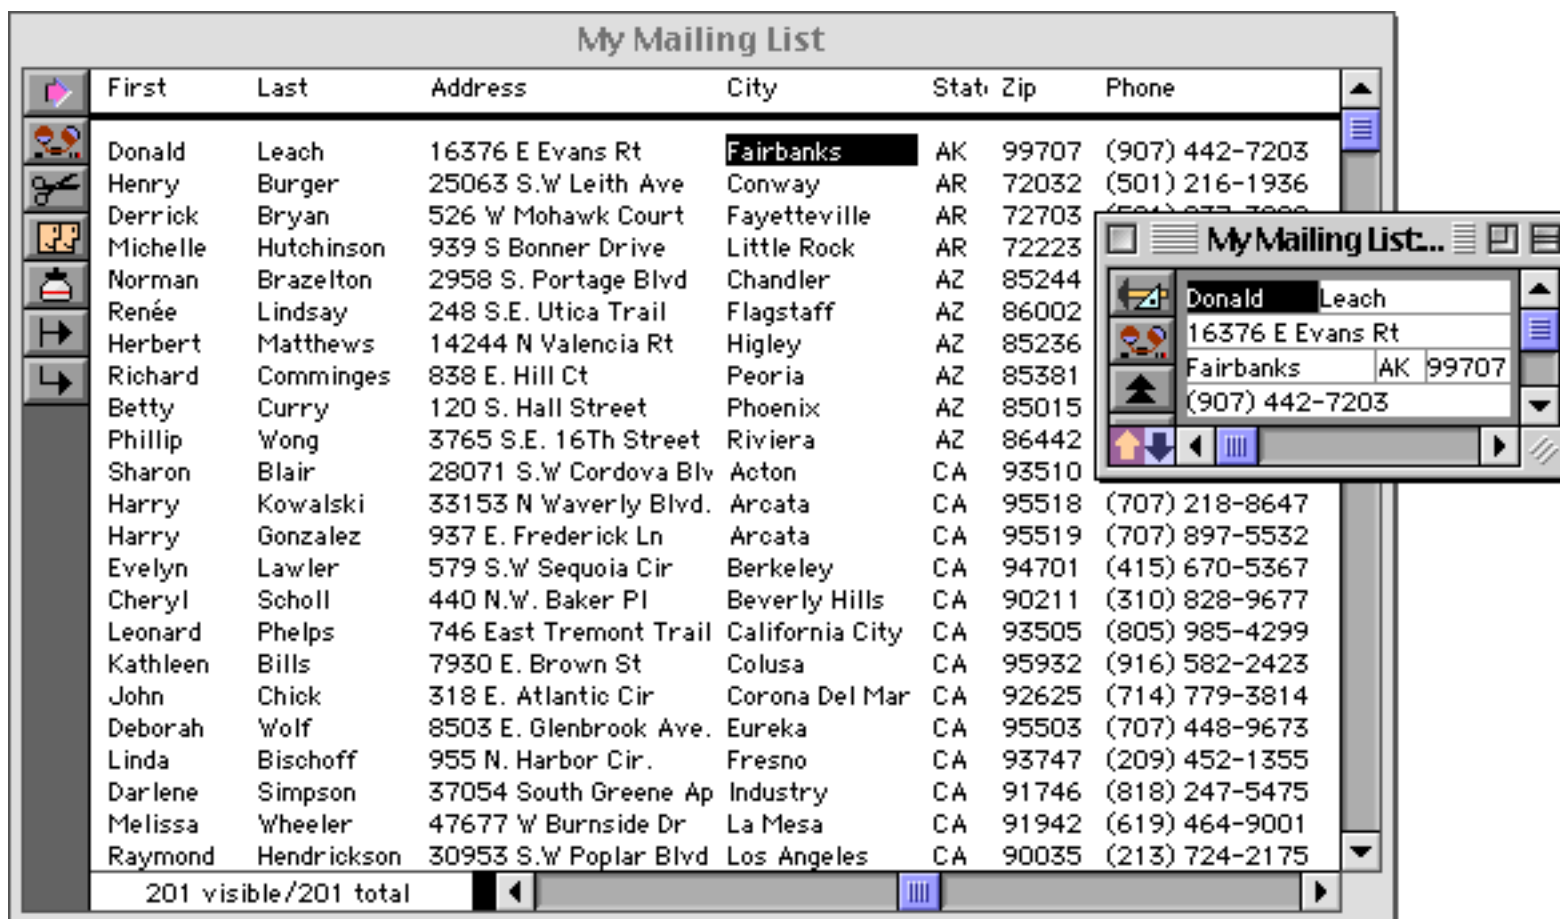 My Mailing List
First Last Address City Stat Zip Phone
Donald Leach 16376 E Evans Rt Fairbanks AK 99707 (907) 442-7203
Henry Burger 25063 S.W Leith Ave Conway AR 72032 (501) 216-1936
Derrick Bryan 526 W Mohawk Court Fayetteville AR 72703
Michelle Hutchinson 939 S Bonner Drive Little Rock AR 72223
Norman Brazelton 2958 S. Portage Blvd Chandler AZ 85244
Renée Lindsay 248 S.E. Utica Trail Flagstaff AZ 86002
Herbert Matthews 14244 N Valencia Rt Higley AZ 85236
Richard Comminges 838 E. Hill Ct Peoria AZ 85381
Betty Curry 120 S. Hall Street Phoenix AZ 85015
Phillip Wong 3765 S.E. 16Th Street Riviera AZ 86442
Sharon Blair 28071 S.W Cordova Blv Acton CA 93510
Harry Kowalski 33153 N Waverly Blvd. Arcata CA 95518 (707) 218-8647
Harry Gonzalez 937 E. Frederick Ln Arcata CA 95519 (707) 897-5532
Evelyn Lawler 579 S.W Sequoia Cir Berkeley CA 94701 (415) 670-5367
Cheryl Scholl 440 N.W. Baker Pl Beverly Hills CA 90211 (310) 828-9677
Leonard Phelps 746 East Tremont Trail California City CA 93505 (805) 985-4299
Kathleen Bills 7930 E. Brown St Colusa CA 95932 (916) 582-2423
John Chick 318 E. Atlantic Cir Corona Del Mar CA 92625 (714) 779-3814
Deborah Wolf 8503 E. Glenbrook Ave. Eureka CA 95503 (707) 448-9673
Linda Bischoff 955 N. Harbor Cir. Fresno CA 93747 (209) 452-1355
Darlene Simpson 37054 South Greene Ap Industry CA 91746 (818) 247-5475
Melissa Wheeler 47677 W Burnside Dr La Mesa CA 91942 (619) 464-9001
Raymond Hendrickson 30953 S.W Poplar Blvd Los Angeles CA 90035 (213) 724-2175
201 visible/201 total
My Mailing List:...
Donald Leach
16376 E Evans Rt
Fairbanks AK 99707
(907) 442-7203